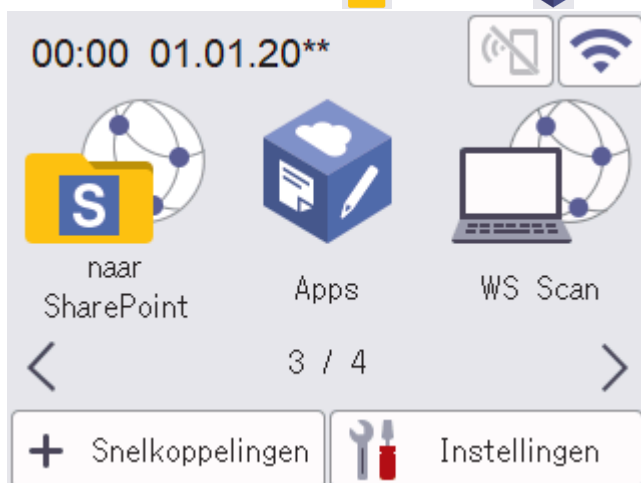 00:00 01.01.20**
S
naar
SharePoint
Apps
WS Scan
3 / 4
+ Snelkoppelingen
Instellingen